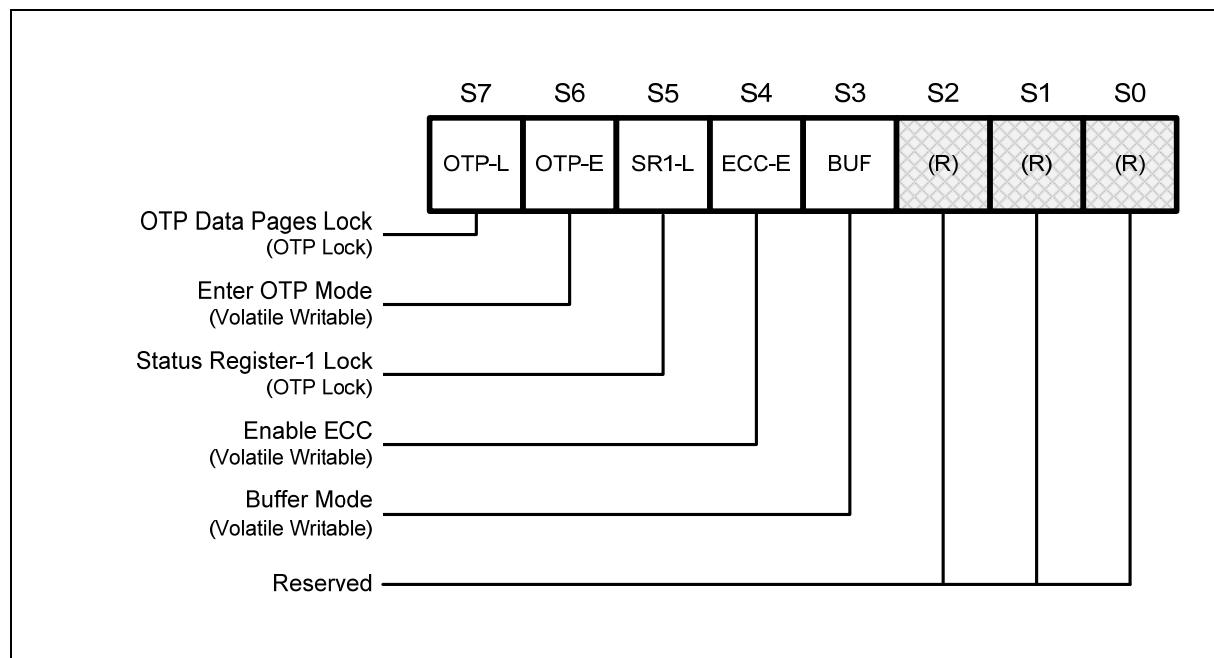 S7 S6 S5 S4 S3 S2 S1 S0
OTP-L OTP-E SR1-L ECC-E BUF (R) (R) (R)
OTP Data Pages Lock
(OTP Lock)
Enter OTP Mode
(Volatile Writable)
Status Register-1 Lock
(OTP Lock)
Enable ECC
(Volatile Writable)
Buffer Mode
(Volatile Writable)
Reserved